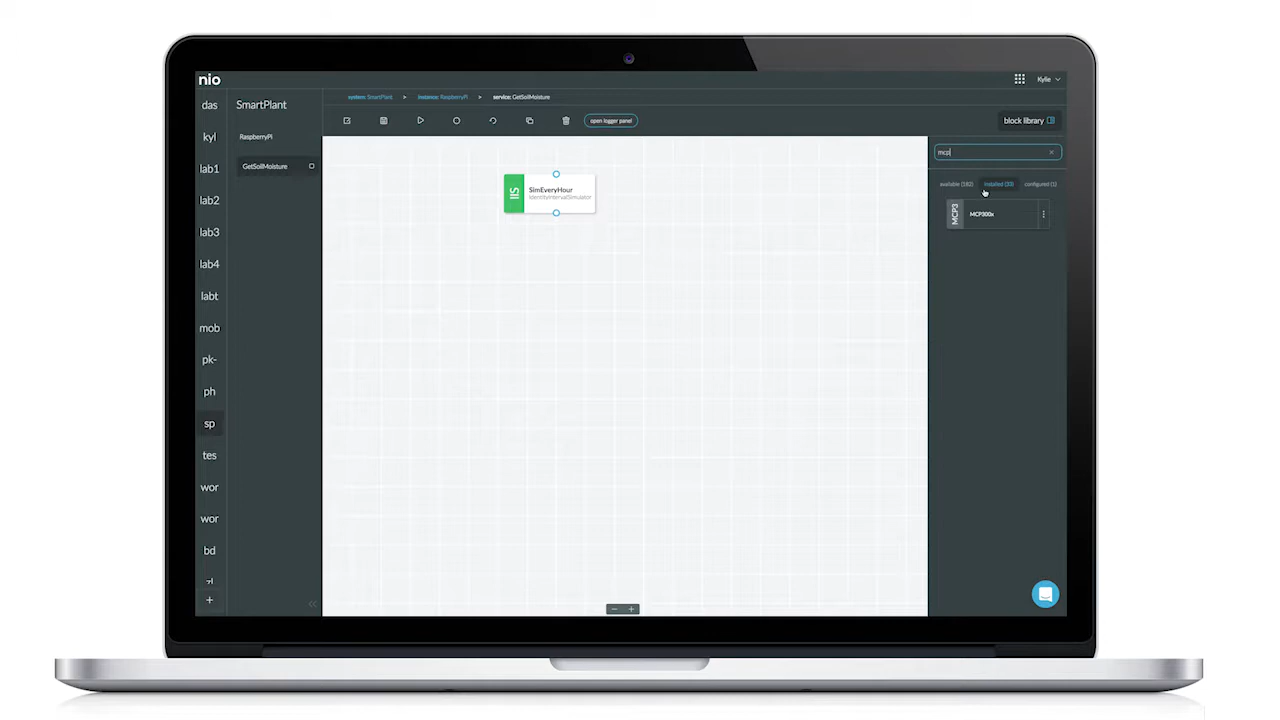 nio
Kylie
das
kyl
lab1
lab2
lab3
lab4
labt
mob
pk-
ph
sp
tes
wor
wor
bd
+
SmartPlant
RaspberryPi
GetSoilMoisture
system: SmartPlant > instance: RaspberryPi > service: GetSoilMoisture
open logger panel
block library
SimEveryHour
IdentityIntervalSimulator
IIS
mcp
available (182) installed (33) configured (1)
MCP3
MCP300x
- +